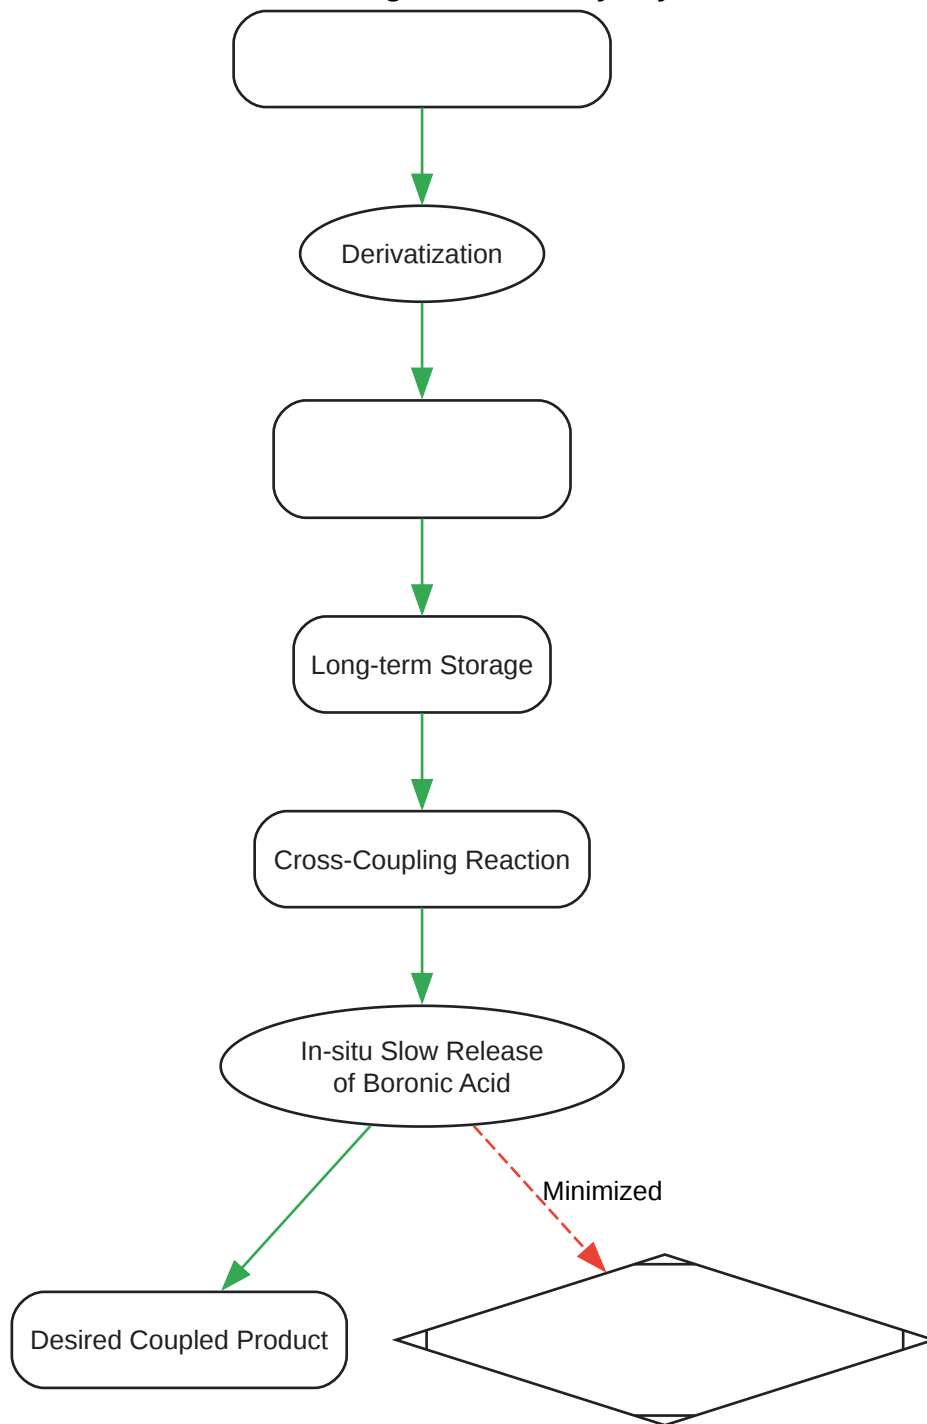 Derivatization
Long-term Storage
Cross-Coupling Reaction
In-situ Slow Release
of Boronic Acid
Minimized
Desired Coupled Product